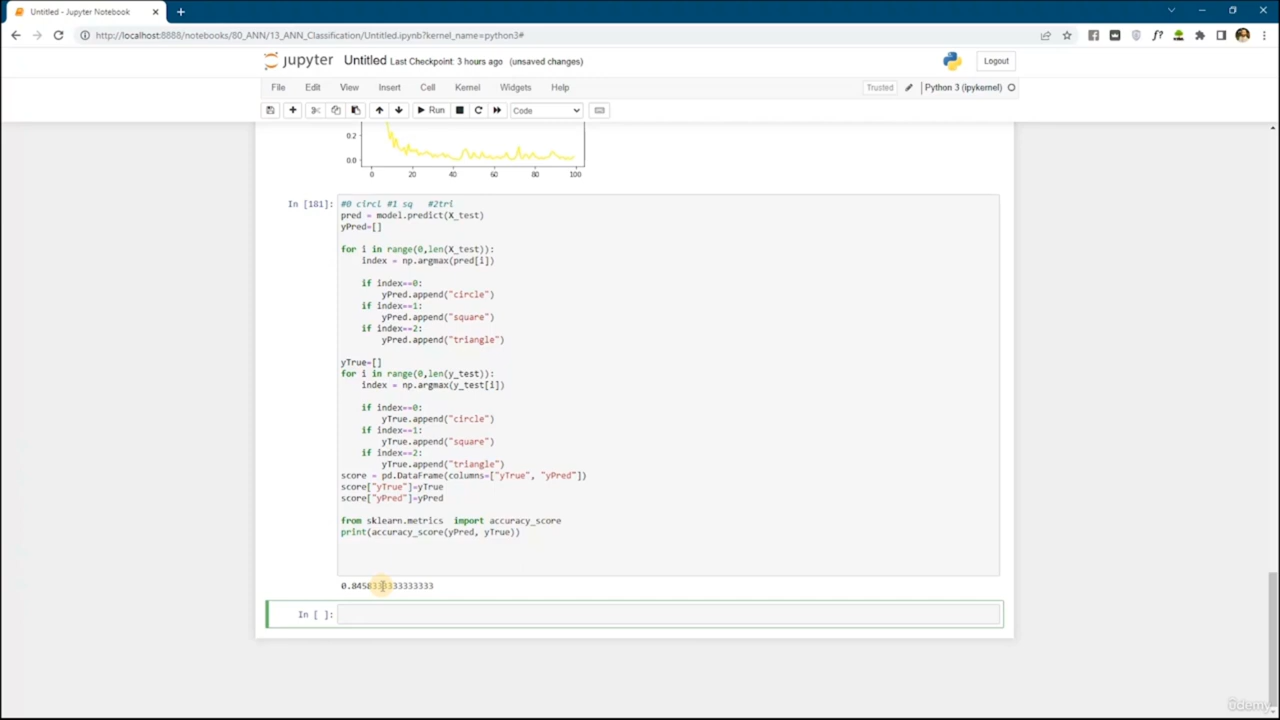 Untitled - Jupyter Notebook
http://localhost:8888/notebooks/80_ANN/13_ANN_Classification/Untitled.ipynb?kernel_name=python3#
jupyter Untitled Last Checkpoint: 3 hours ago (unsaved changes)
Logout
File Edit View Insert Cell Kernel Widgets Help
Trusted
Python 3 (ipykernel)
Run
Code
0.2
0.0
0 20 40 60 80 100
In [181]:
#0 circl #1 sq #2tri
pred = model.predict(X_test)
yPred=[]
for i in range(0,len(X_test)):
index = np.argmax(pred[i])
if index==0:
yPred.append("circle")
if index==1:
yPred.append("square")
if index==2:
yPred.append("triangle")
yTrue=[]
for i in range(0,len(y_test)):
index = np.argmax(y_test[i])
if index==0:
yTrue.append("circle")
if index==1:
yTrue.append("square")
if index==2:
yTrue.append("triangle")
score = pd.DataFrame(columns=["yTrue", "yPred"])
score["yTrue"]=yTrue
score["yPred"]=yPred
from sklearn.metrics import accuracy_score
print(accuracy_score(yPred, yTrue))
0.8458333333333333
In [ ]:
ûdemy